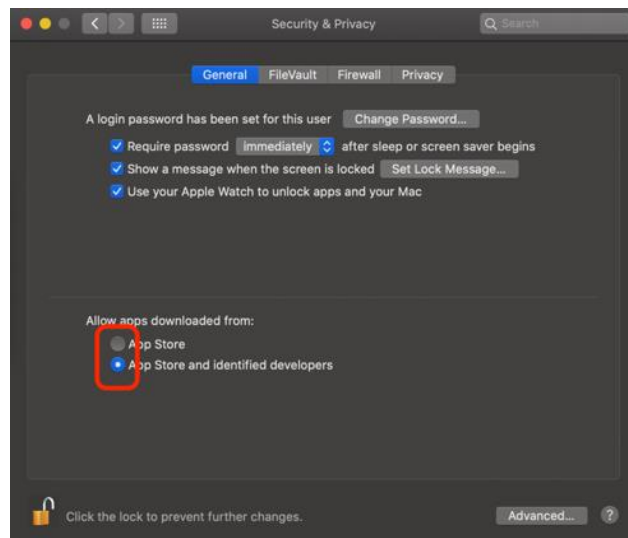 Security & Privacy
Search
General FileVault Firewall Privacy
A login password has been set for this user Change Password...
Require password immediately after sleep or screen saver begins
Show a message when the screen is locked Set Lock Message...
Use your Apple Watch to unlock apps and your Mac
Allow apps downloaded from:
App Store
App Store and identified developers
Click the lock to prevent further changes.
Advanced... ?